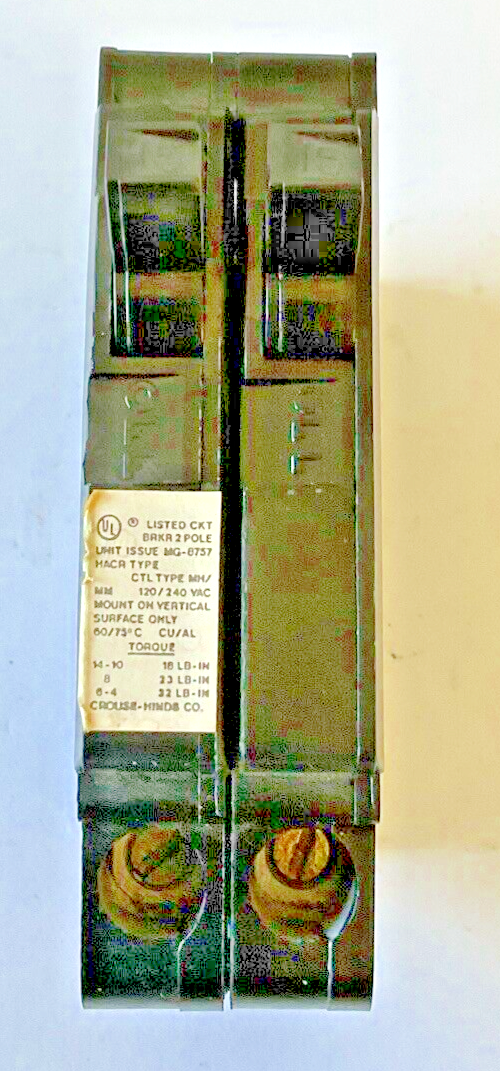 UL ® LISTED CKT
BRKR 2 POLE
UNIT ISSUE MG-8757
HACR TYPE
CTL TYPE MH/
MM 120/240 VAC
MOUNT ON VERTICAL
SURFACE ONLY
60/75°C CU/AL
TORQUE
14-10 18 LB-IN
8 23 LB-IN
6-4 32 LB-IN
CROUSE-HINDS CO.